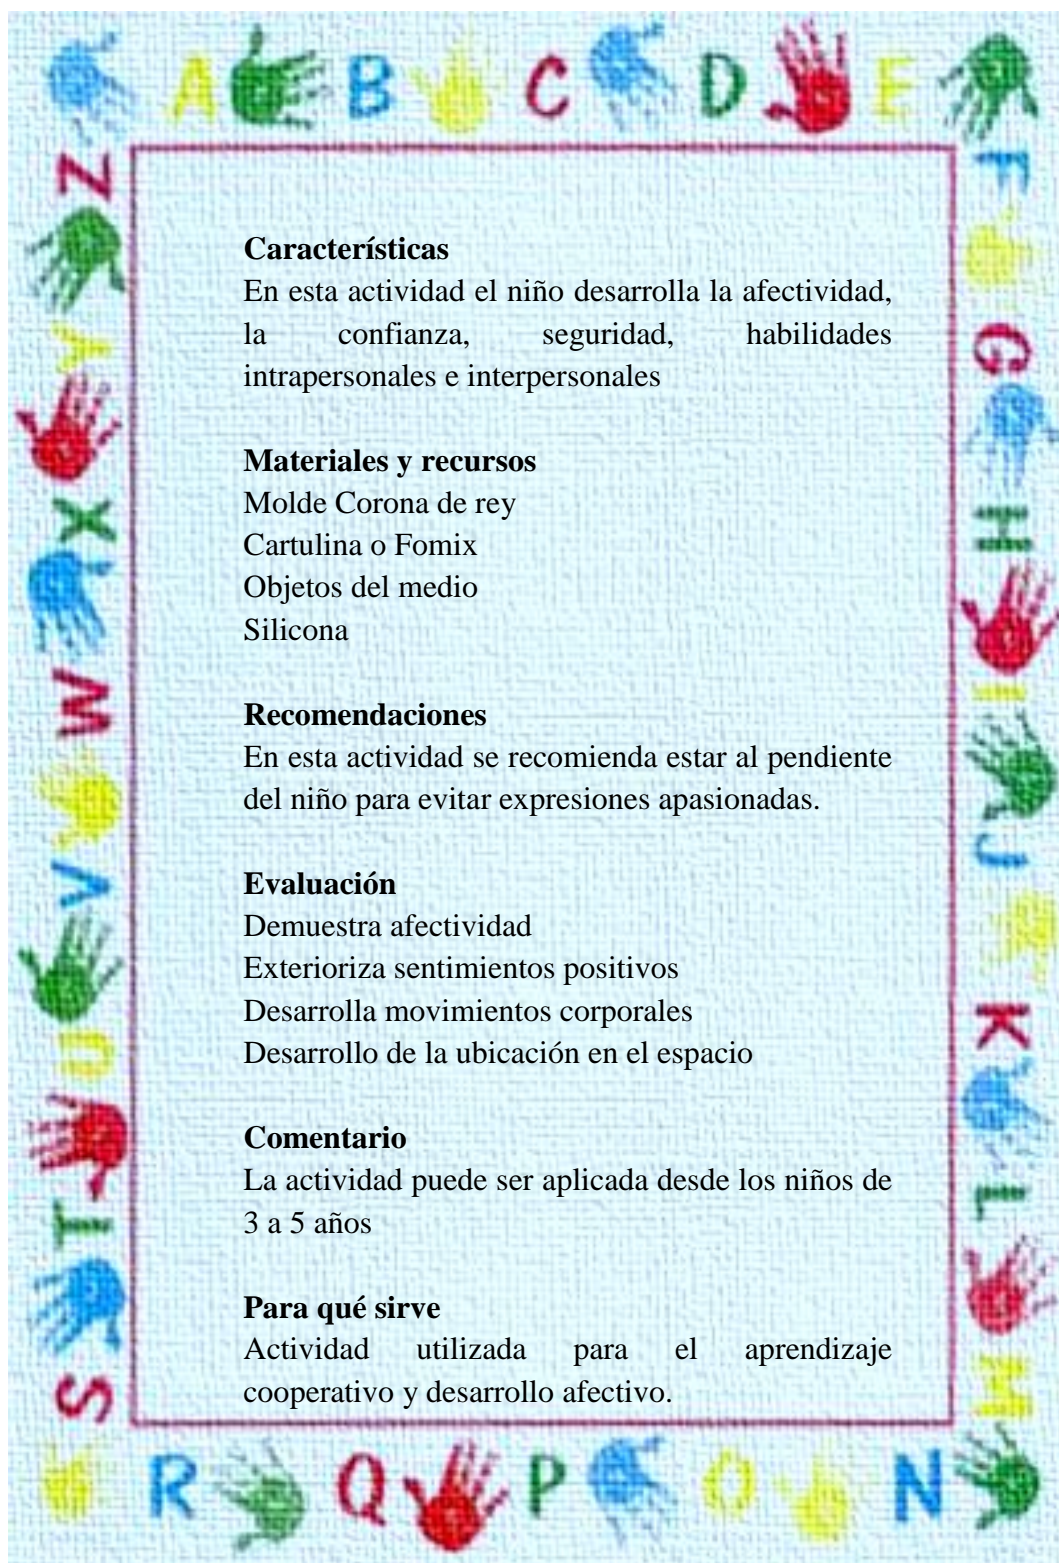 A B C D E
F
G
H
I
J
K
L
M
N
O
P
Q
R
S
T
U
V
W
X
Y
Z
Características
En esta actividad el niño desarrolla la afectividad,
la confianza, seguridad, habilidades
intrapersonales e interpersonales
Materiales y recursos
Molde Corona de rey
Cartulina o Fomix
Objetos del medio
Silicona
Recomendaciones
En esta actividad se recomienda estar al pendiente
del niño para evitar expresiones apasionadas.
Evaluación
Demuestra afectividad
Exterioriza sentimientos positivos
Desarrolla movimientos corporales
Desarrollo de la ubicación en el espacio
Comentario
La actividad puede ser aplicada desde los niños de
3 a 5 años
Para qué sirve
Actividad utilizada para el aprendizaje
cooperativo y desarrollo afectivo.